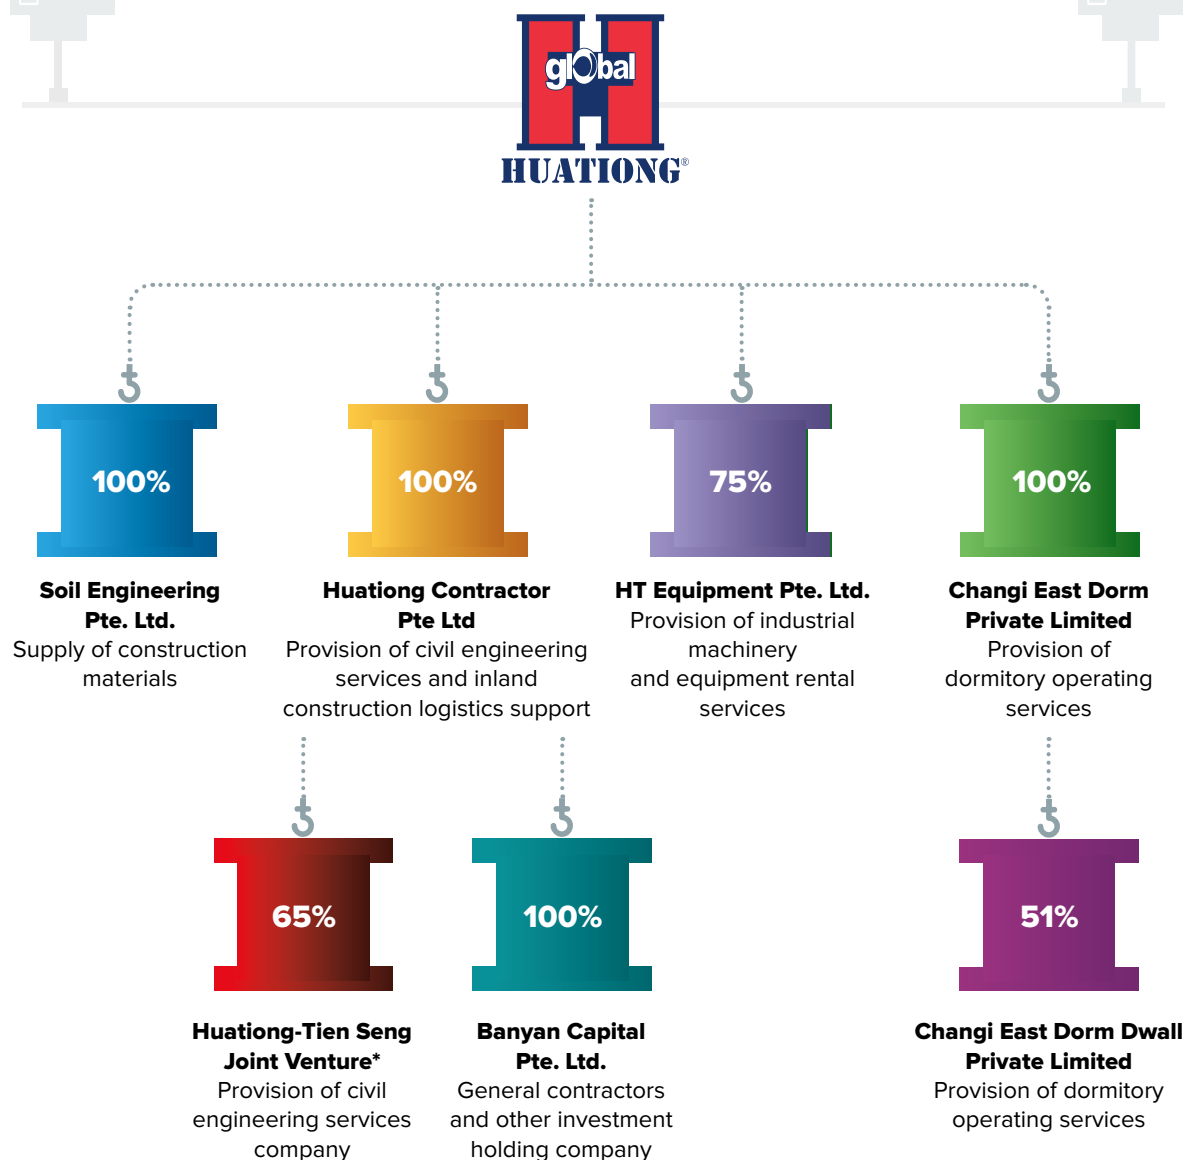 global
HUATIONG®
100%
100%
75%
100%
Soil Engineering
Pte. Ltd.
Supply of construction
materials
Huationg Contractor
Pte Ltd
Provision of civil engineering
services and inland
construction logistics support
HT Equipment Pte. Ltd.
Provision of industrial
machinery
and equipment rental
services
Changi East Dorm
Private Limited
Provision of
dormitory operating
services
65%
100%
51%
Huationg-Tien Seng
Joint Venture*
Provision of civil
engineering services
company
Banyan Capital
Pte. Ltd.
General contractors
and other investment
holding company
Changi East Dorm Dwall
Private Limited
Provision of dormitory
operating services